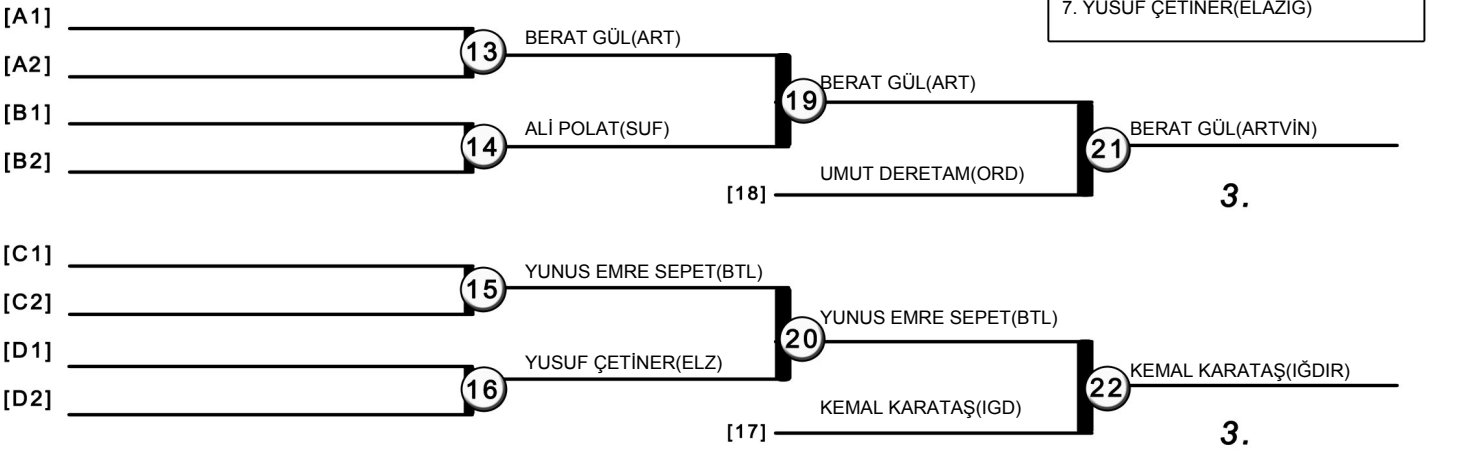 7. YUSUF ÇETİNER(ELAZIĞ)
[A1]
13
BERAT GÜL(ART)
[A2]
19
BERAT GÜL(ART)
[B1]
14
ALİ POLAT(SUF)
21
BERAT GÜL(ARTVİN)
[B2]
[18]
UMUT DERETAM(ORD)
3.
[C1]
15
YUNUS EMRE SEPET(BTL)
[C2]
20
YUNUS EMRE SEPET(BTL)
[D1]
16
YUSUF ÇETİNER(ELZ)
22
KEMAL KARATAŞ(IĞDIR)
[D2]
[17]
KEMAL KARATAŞ(IGD)
3.